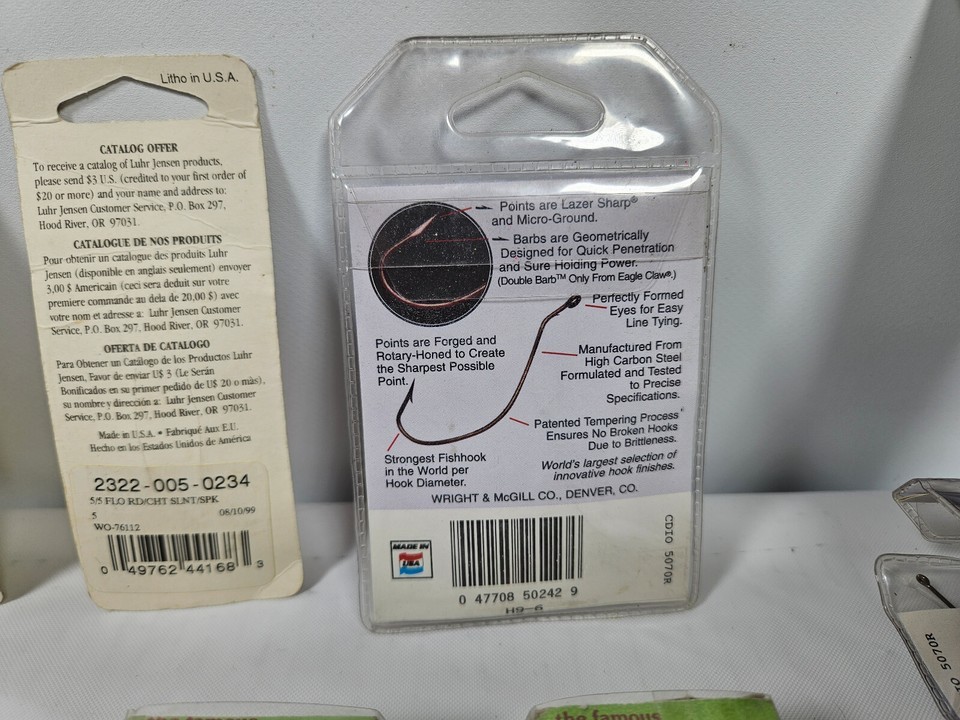 Litho in U.S.A.
CATALOG OFFER
To receive a catalog of Luhr Jensen products,
please send $3 U.S. (credited to your first order of
$20 or more) and your name and address to:
Luhr Jensen Customer Service, P.O. Box 297,
Hood River, OR 97031.
CATALOGUE DE NOS PRODUITS
Pour obtenir un catalogue des produits Luhr
Jensen (disponible en anglais seulement) envoyer
3,00 $ Americain (ceci sera deduit sur votre
premiere commande au dela de 20,00 $) avec
votre nom et adresse a: Luhr Jensen Customer
Service, P.O. Box 297, Hood River, OR 97031.
OFERTA DE CATALOGO
Para Obtener un Catálogo de los Productos Luhr
Jensen, Favor de enviar U$ 3 (Le Serán
Bonificados en su primer pedido de U$ 20 o más),
su nombre y dirección a: Luhr Jensen Customer
Service, P.O. Box 297, Hood River, OR 97031.
Made in U.S.A. • Fabriqué Aux E.U.
Hecho en los Estados Unidos de América
2322-005-0234
5/5 FLO RD/CHT SLNT/SPK
.5 08/10/99
WO-76112
0 49762 44168 3
Points are Lazer Sharp®
and Micro-Ground.
Barbs are Geometrically
Designed for Quick Penetration
and Sure Holding Power.
(Double Barb™ Only From Eagle Claw®.)
Perfectly Formed
Eyes for Easy
Line Tying.
Points are Forged and
Rotary-Honed to Create
the Sharpest Possible
Point.
Manufactured From
High Carbon Steel
Formulated and Tested
to Precise
Specifications.
Patented Tempering Process
Ensures No Broken Hooks
Due to Brittleness.
Strongest Fishhook
in the World per
Hook Diameter.
World's largest selection of
innovative hook finishes.
WRIGHT & McGILL CO., DENVER, CO.
MADE IN
USA
0 47708 50242 9
H9-6
CDIO 5070R
IO 5070R
the famous
the famous